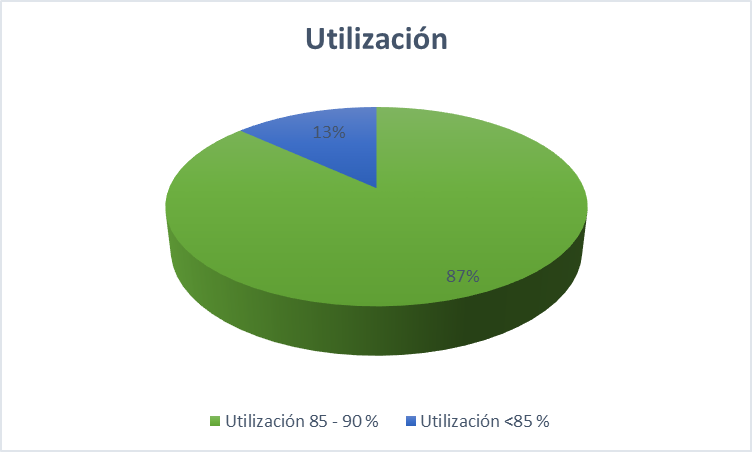 Utilización
13%
87%
Utilización 85 - 90 %
Utilización <85 %